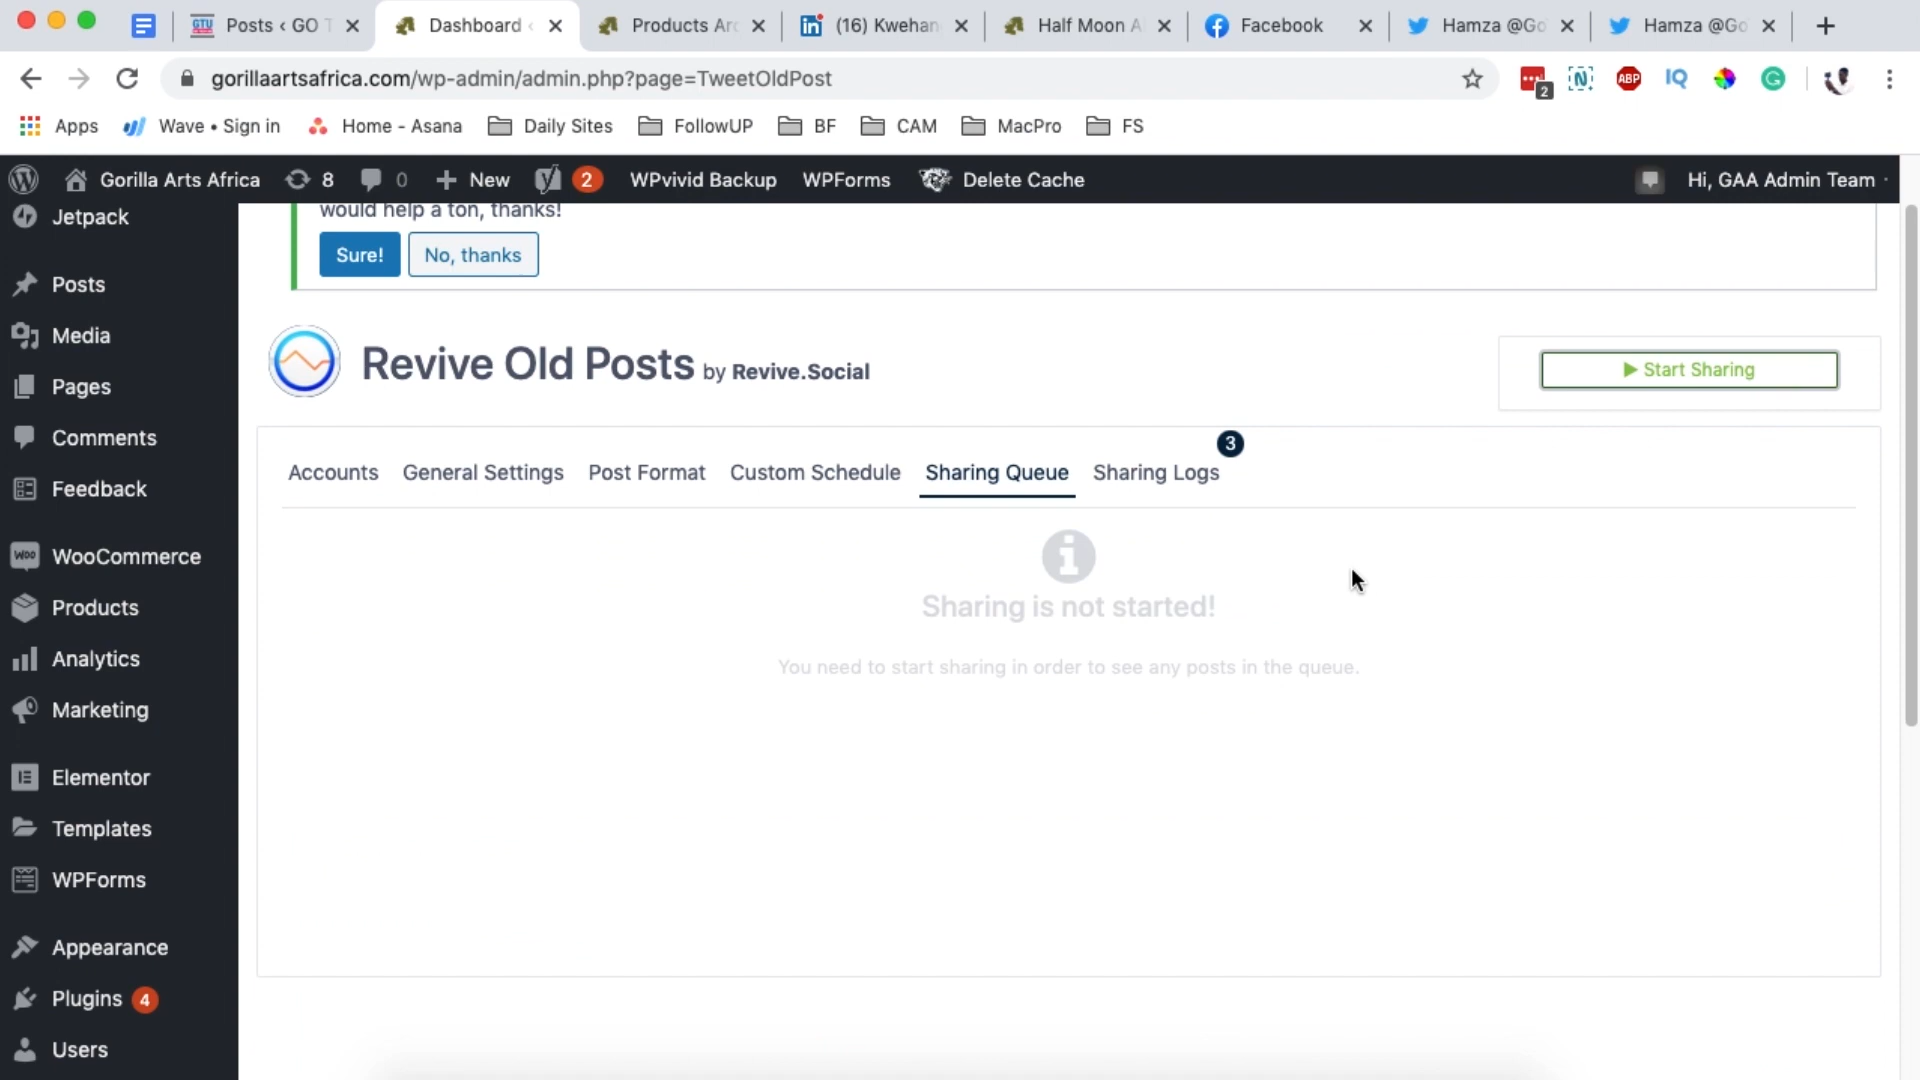 Posts ‹ GO T
Dashboard ‹
Products Arc
(16) Kwehan
Half Moon A
Facebook
Hamza @Go
Hamza @Go
gorillaartsafrica.com/wp-admin/admin.php?page=TweetOldPost
2
ABP
IQ
Apps
Wave • Sign in
Home - Asana
Daily Sites
FollowUP
BF
CAM
MacPro
FS
Gorilla Arts Africa
8
0
New
2
WPvivid Backup
WPForms
Delete Cache
Hi, GAA Admin Team
Jetpack
Posts
Media
Pages
Comments
Feedback
WooCommerce
Products
Analytics
Marketing
Elementor
Templates
WPForms
Appearance
Plugins 4
Users
would help a ton, thanks!
Sure!
No, thanks
Revive Old Posts by Revive.Social
Start Sharing
3
Accounts
General Settings
Post Format
Custom Schedule
Sharing Queue
Sharing Logs
Sharing is not started!
You need to start sharing in order to see any posts in the queue.